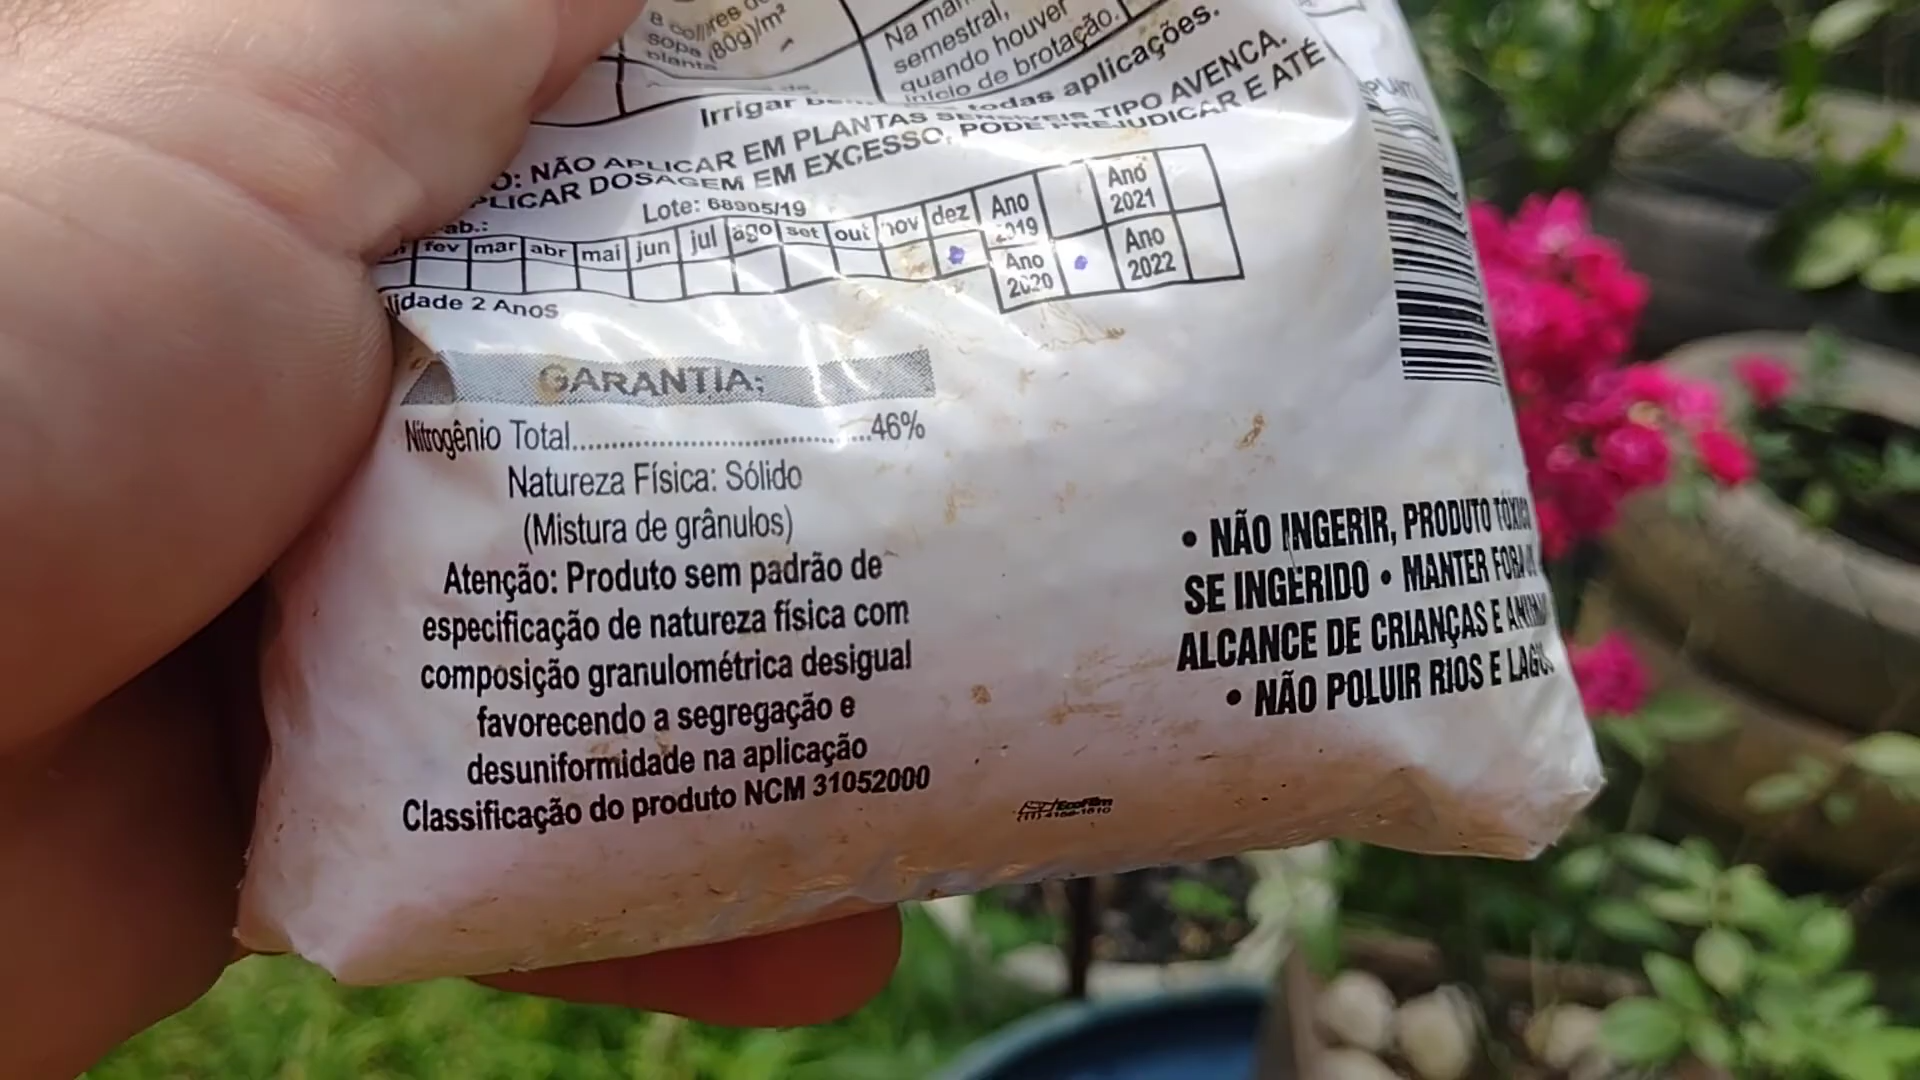 8 colheres de
sopa (80g)/m²
planta
Na
semestral,
quando houver
início de brotação.
Irrigar todas aplicações.
O: NÃO APLICAR EM PLANTAS SENSÍVEIS TIPO AVENCA.
PLICAR DOSAGEM EM EXCESSO, PODE PREJUDICAR E ATÉ
ab.:
Lote: 68905/19
fev mar abr mai jun jul ago set out nov dez Ano 2019 Ano 2021
Ano 2020 Ano 2022
lidade 2 Anos
GARANTIA:
Nitrogênio Total..........46%
Natureza Física: Sólido
(Mistura de grânulos)
Atenção: Produto sem padrão de
especificação de natureza física com
composição granulométrica desigual
favorecendo a segregação e
desuniformidade na aplicação
Classificação do produto NCM 31052000
• NÃO INGERIR, PRODUTO TÓXICO
SE INGERIDO • MANTER FORA
ALCANCE DE CRIANÇAS E
• NÃO POLUIR RIOS E LAGOS
EcoFilm